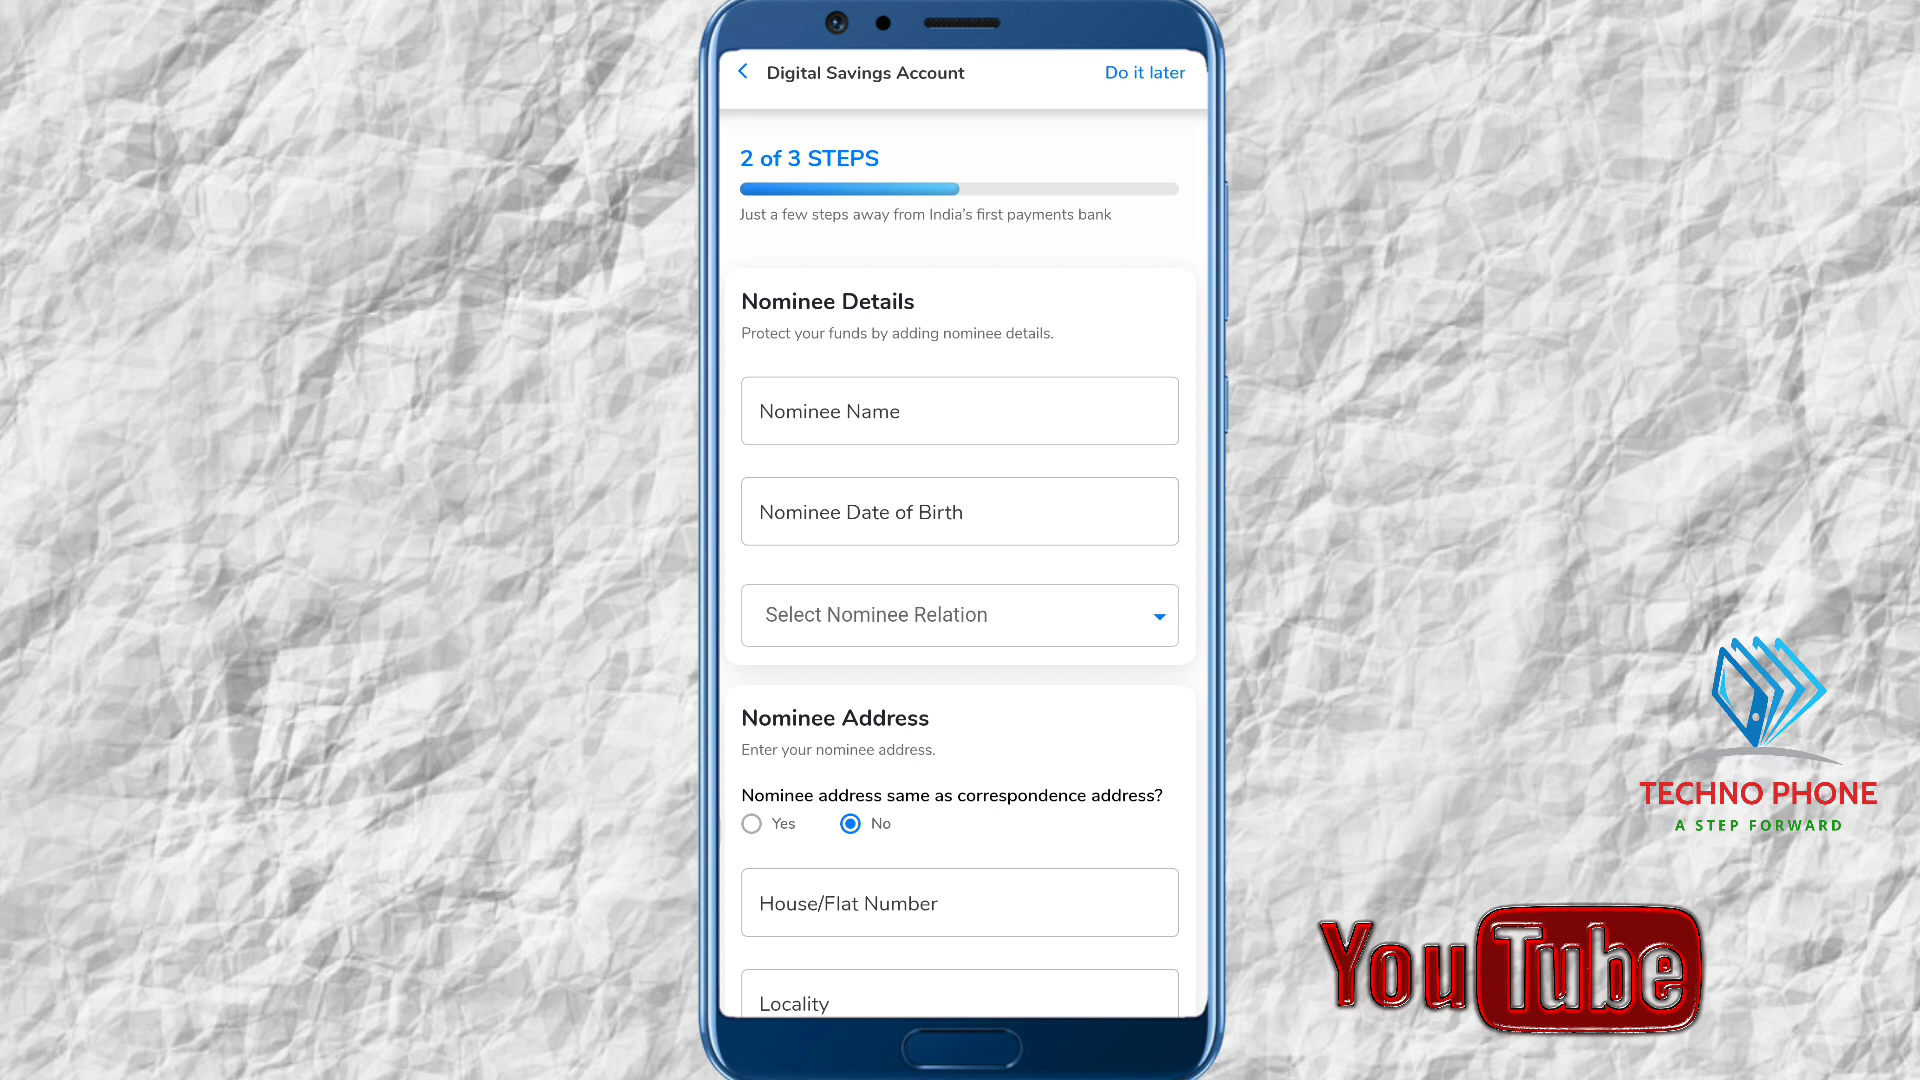 Digital Savings Account
Do it later
2 of 3 STEPS
Just a few steps away from India's first payments bank
Nominee Details
Protect your funds by adding nominee details.
Nominee Name
Nominee Date of Birth
Select Nominee Relation
Nominee Address
Enter your nominee address.
Nominee address same as correspondence address?
Yes No
House/Flat Number
Locality
TECHNO PHONE
A STEP FORWARD
YouTube